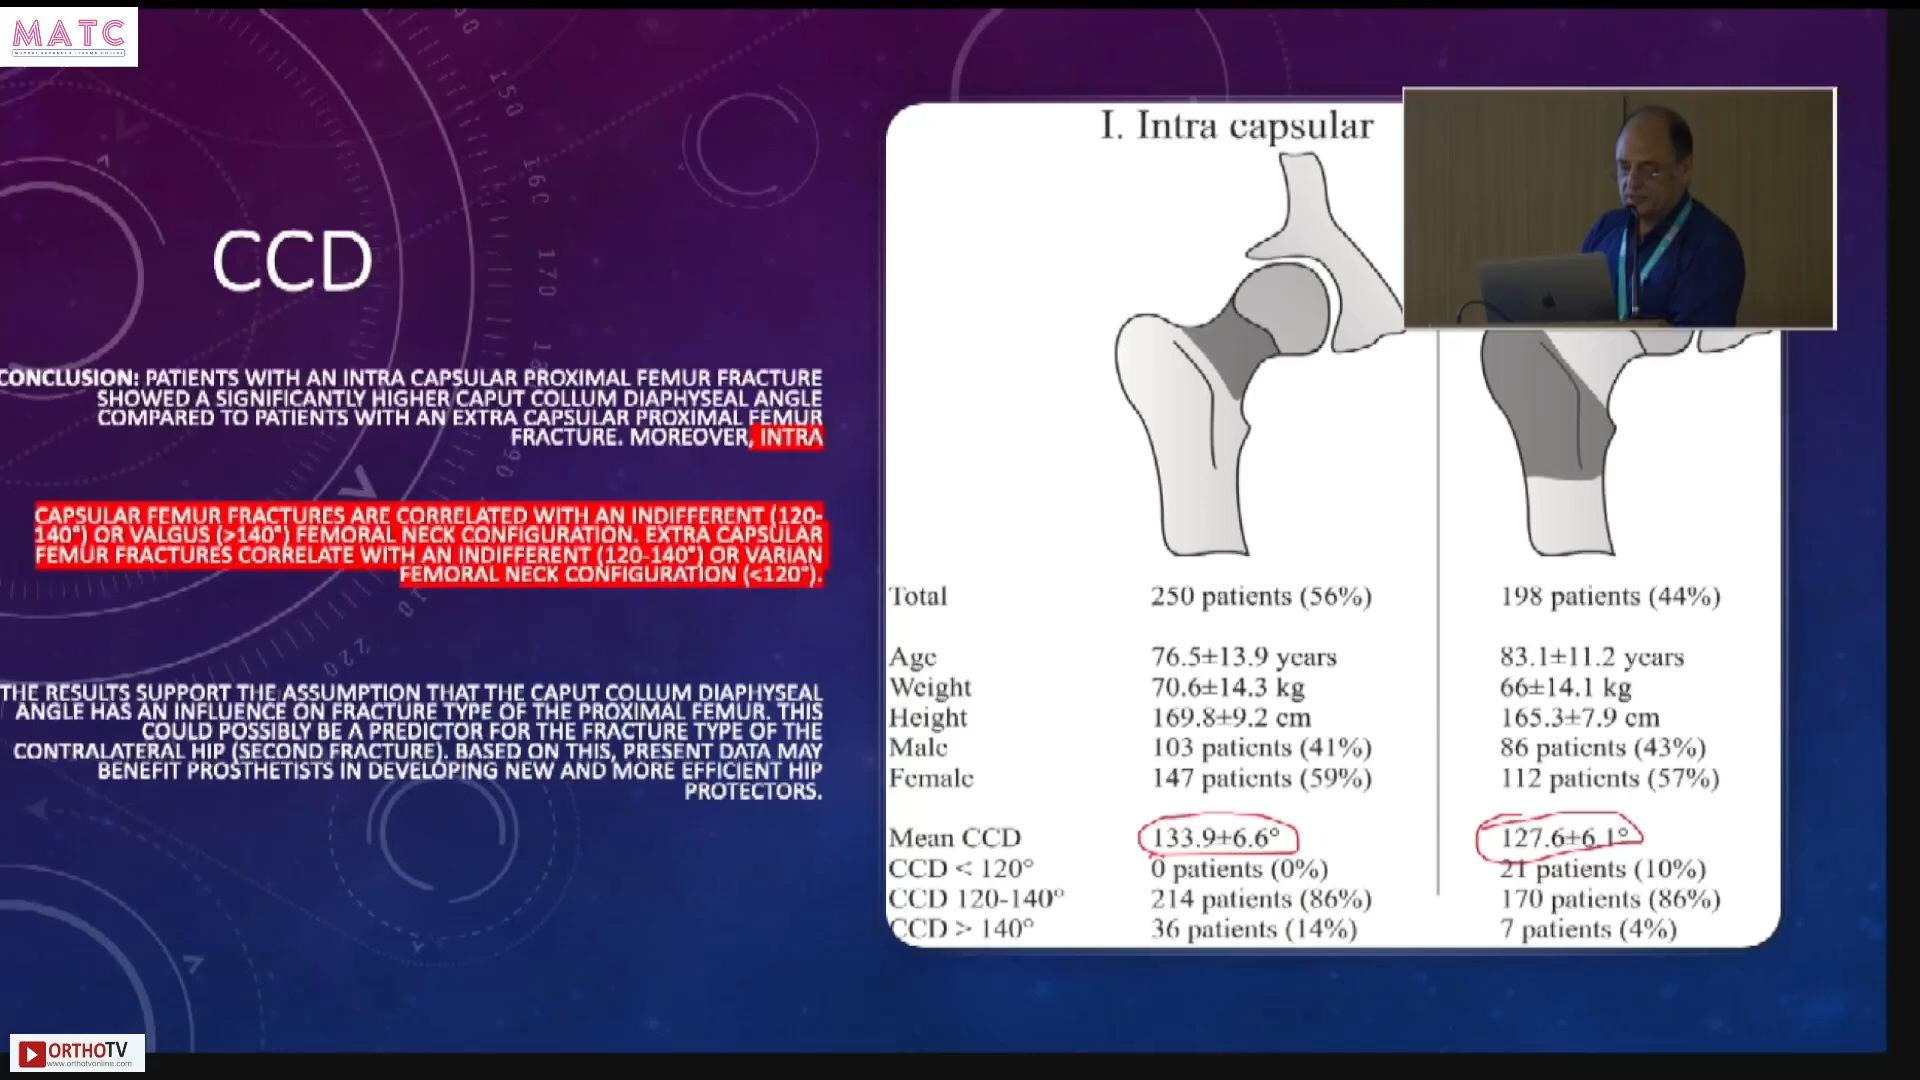 MATC
CCD
CONCLUSION: PATIENTS WITH AN INTRA CAPSULAR PROXIMAL FEMUR FRACTURE
SHOWED A SIGNIFICANTLY HIGHER CAPUT COLLUM DIAPHYSEAL ANGLE
COMPARED TO PATIENTS WITH AN EXTRA CAPSULAR PROXIMAL FEMUR
FRACTURE. MOREOVER, INTRA
CAPSULAR FEMUR FRACTURES ARE CORRELATED WITH AN INDIFFERENT (120-
140°) OR VALGUS (>140°) FEMORAL NECK CONFIGURATION. EXTRA CAPSULAR
FEMUR FRACTURES CORRELATE WITH AN INDIFFERENT (120-140°) OR VARIAN
FEMORAL NECK CONFIGURATION (<120°).
THE RESULTS SUPPORT THE ASSUMPTION THAT THE CAPUT COLLUM DIAPHYSEAL
ANGLE HAS AN INFLUENCE ON FRACTURE TYPE OF THE PROXIMAL FEMUR. THIS
COULD POSSIBLY BE A PREDICTOR FOR THE FRACTURE TYPE OF THE
CONTRALATERAL HIP (SECOND FRACTURE). BASED ON THIS, PRESENT DATA MAY
BENEFIT PROSTHETISTS IN DEVELOPING NEW AND MORE EFFICIENT HIP
PROTECTORS.
I. Intra capsular
Total 250 patients (56%) 198 patients (44%)
Age 76.5±13.9 years 83.1±11.2 years
Weight 70.6±14.3 kg 66±14.1 kg
Height 169.8±9.2 cm 165.3±7.9 cm
Male 103 patients (41%) 86 patients (43%)
Female 147 patients (59%) 112 patients (57%)
Mean CCD 133.9±6.6° 127.6±6.1°
CCD < 120° 0 patients (0%) 21 patients (10%)
CCD 120-140° 214 patients (86%) 170 patients (86%)
CCD > 140° 36 patients (14%) 7 patients (4%)
150
160
170
220
ORTHOTV
www.orthotvonline.com